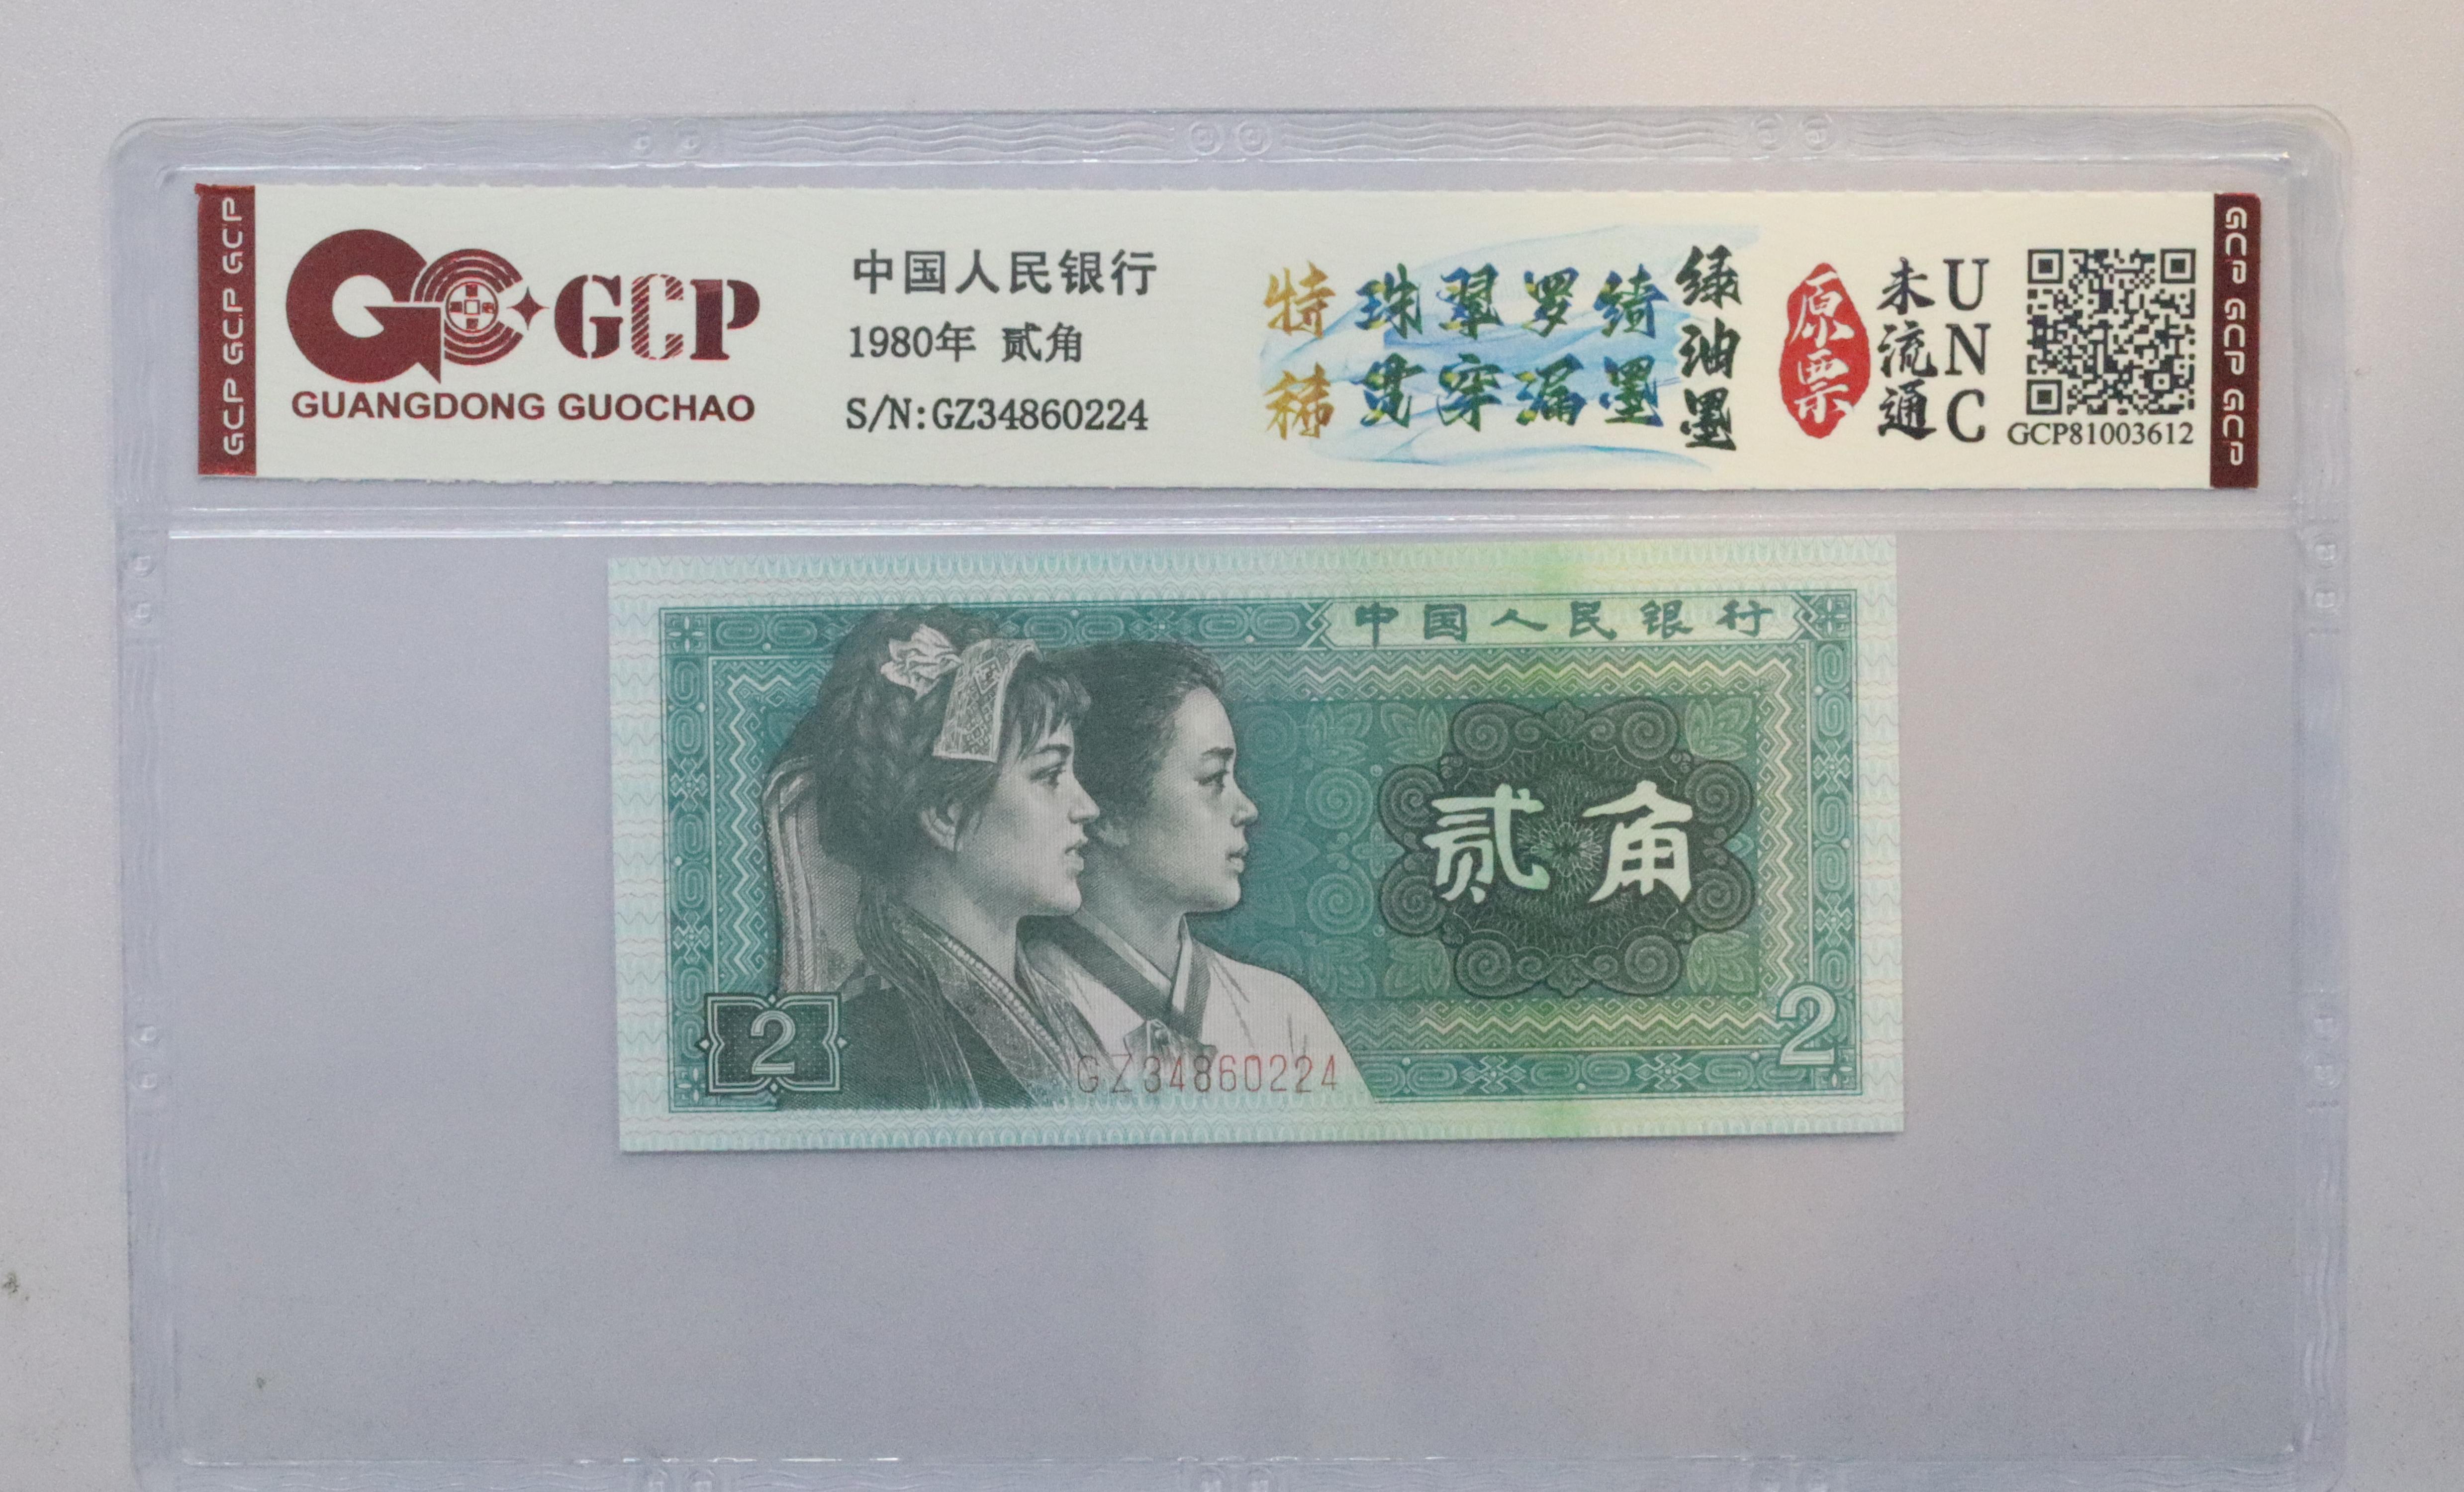 GCP GCP GCP
GCP
GUANGDONG GUOCHAO
中国人民银行
1980年 贰角
S/N:GZ34860224
特稀
珠翠罗绮
贯穿漏墨
绿油墨
原票
未流通
UNC
GCP81003612
GCP GCP GCP
中国人民银行
贰角
2
2
GZ34860224